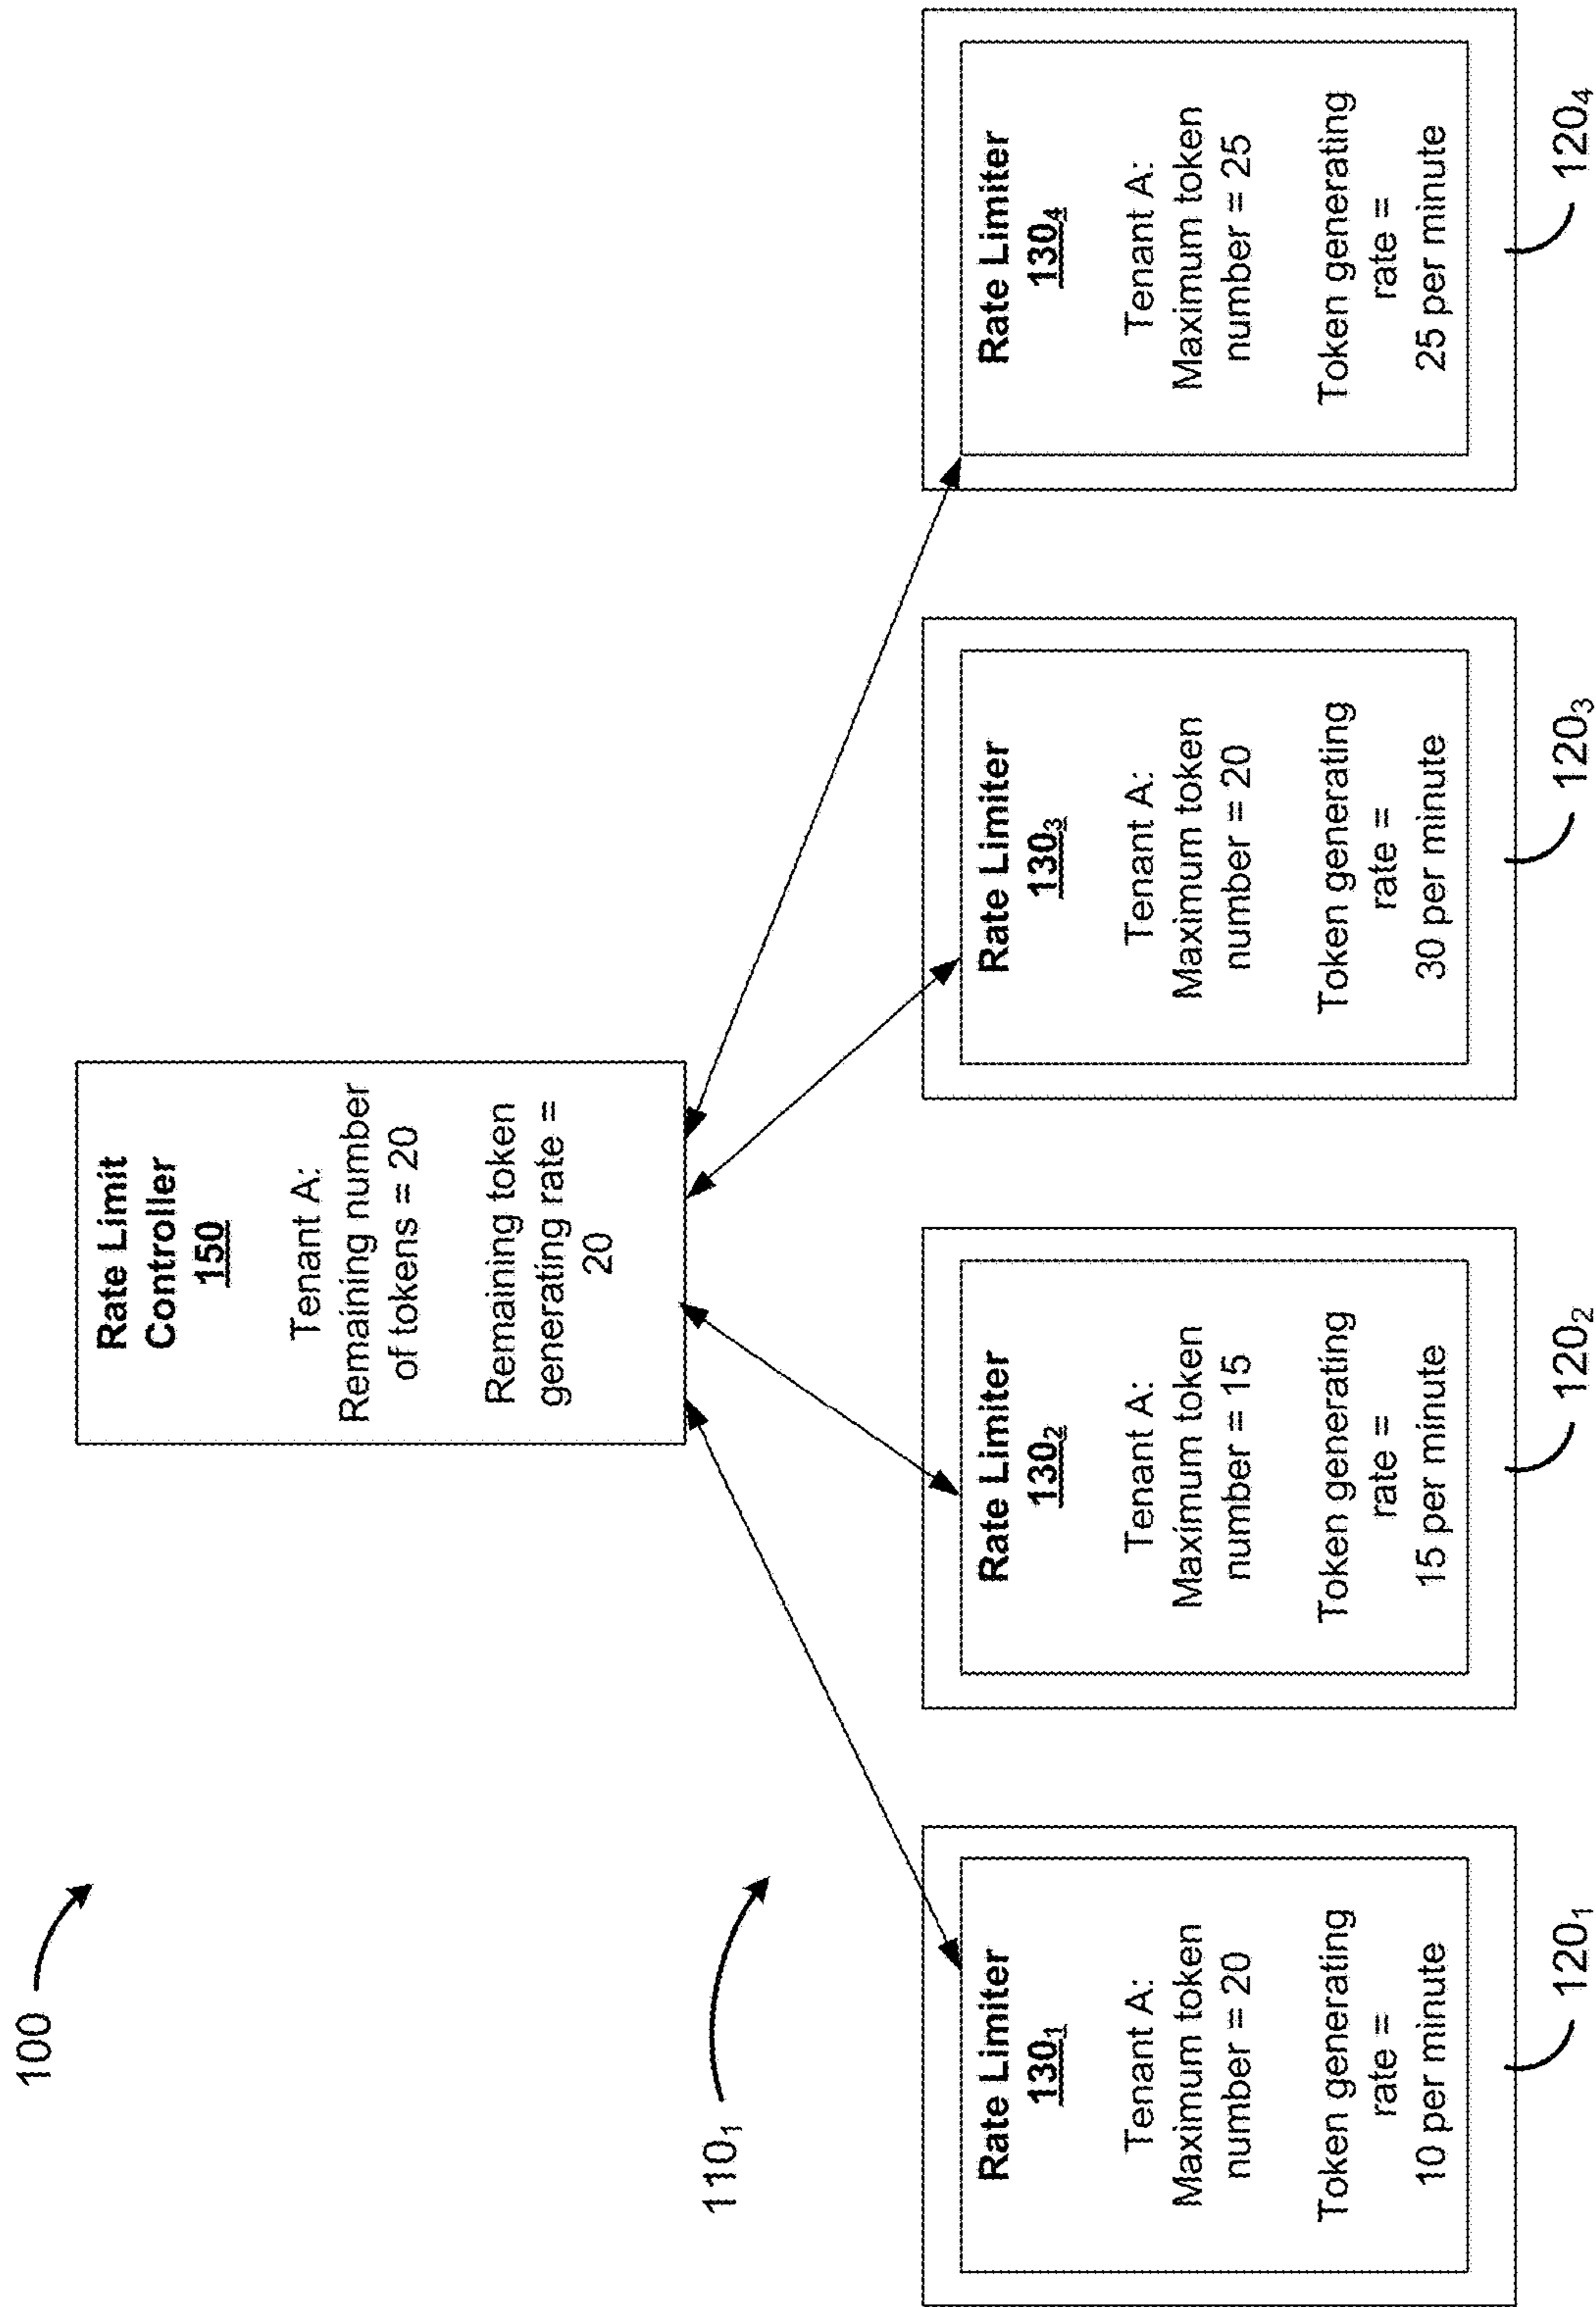 100
Rate Limit
Controller
150
Tenant A:
Remaining number
of tokens = 20
Remaining token
generating rate =
20
110₁
Rate Limiter
130₁
Tenant A:
Maximum token
number = 20
Token generating
rate =
10 per minute
120₁
Rate Limiter
130₂
Tenant A:
Maximum token
number = 15
Token generating
rate =
15 per minute
120₂
Rate Limiter
130₃
Tenant A:
Maximum token
number = 20
Token generating
rate =
30 per minute
120₃
Rate Limiter
130₄
Tenant A:
Maximum token
number = 25
Token generating
rate =
25 per minute
120₄